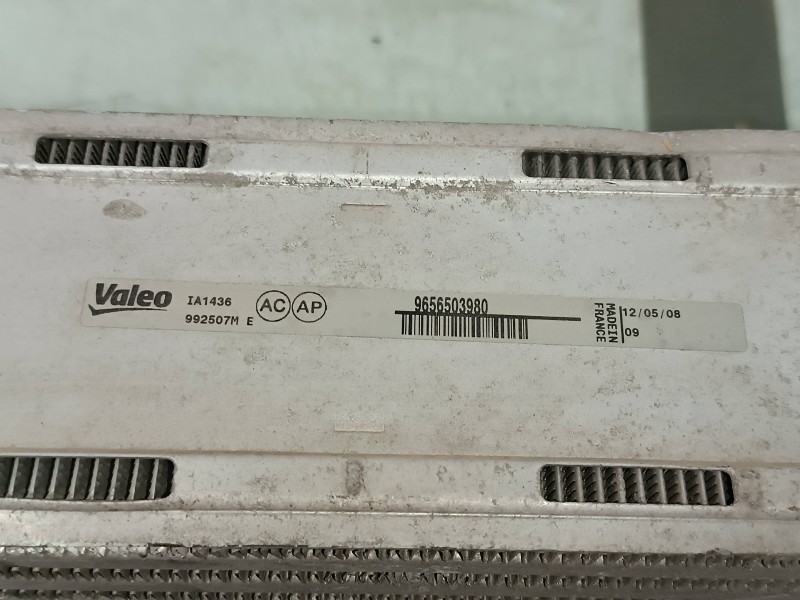 Valeo
IA1436
992507M E
AC AP
9656503980
MADE IN
FRANCE
12/05/08
09